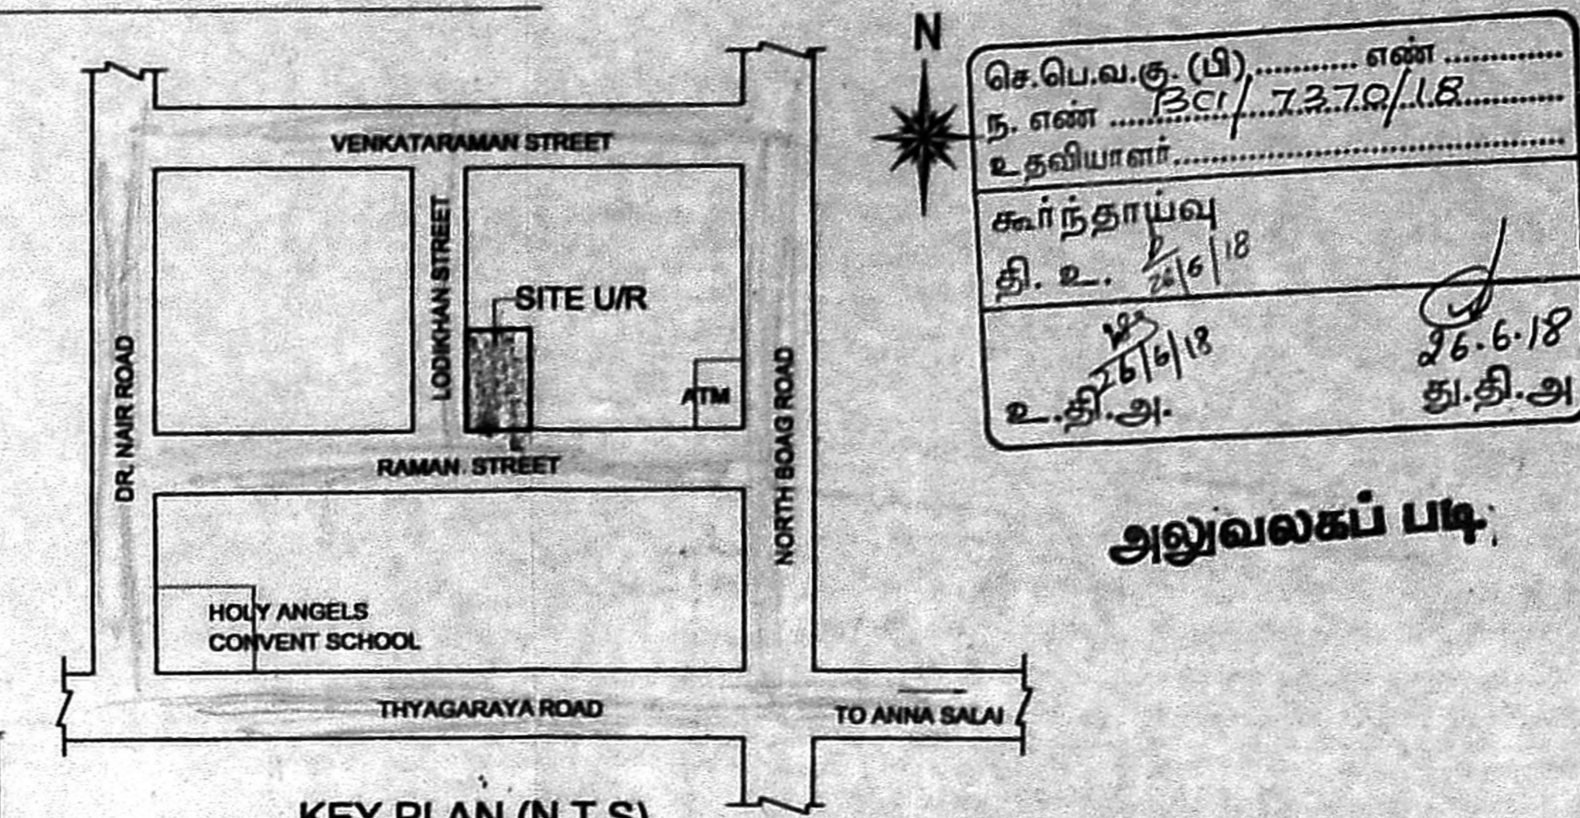 N
செ.பெ.வ.கு. (பி) ........... எண் .............
ந. எண் BC1/7370/18
உதவியாளர்
கூர்ந்தாய்வு
தி. உ. 26/6/18
26/6/18
26.6.18
உ.தி.அ.
து.தி.அ
அலுவலகப் படி.
VENKATARAMAN STREET
LODIKHAN STREET
SITE U/R
DR. NAIR ROAD
ATM
NORTH BOAG ROAD
RAMAN STREET
HOLY ANGELS
CONVENT SCHOOL
THYAGARAYA ROAD
TO ANNA SALAI
KEY PLAN (N.T.S)